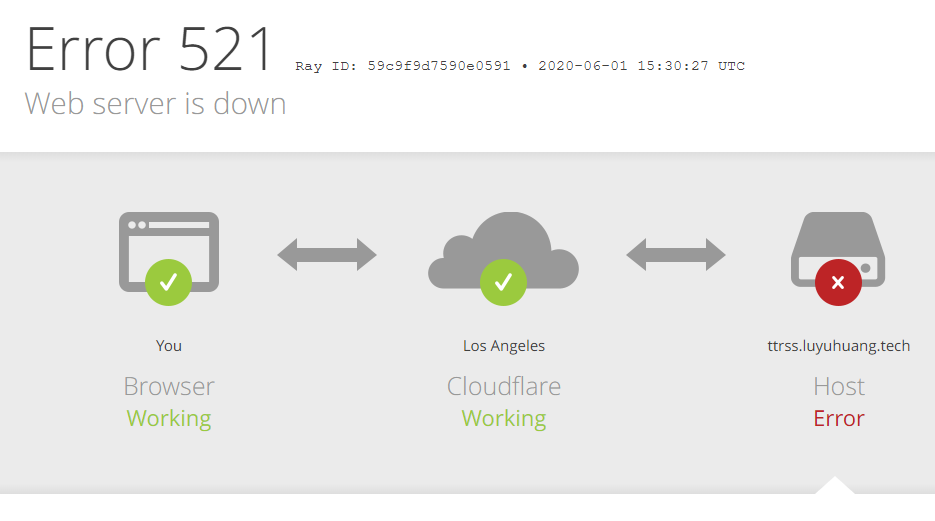 Error 521 Ray ID: 59c9f9d7590e0591 • 2020-06-01 15:30:27 UTC
Web server is down
You
Browser
Working
Los Angeles
Cloudflare
Working
ttrss.luyuhuang.tech
Host
Error